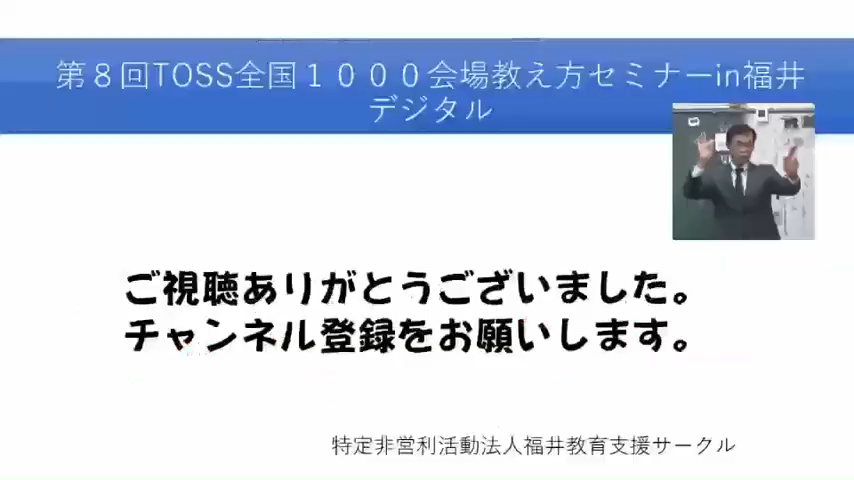 第８回TOSS全国１０００会場教え方セミナーin福井
デジタル
ご視聴ありがとうございました。
チャンネル登録をお願いします。
特定非営利活動法人福井教育支援サークル